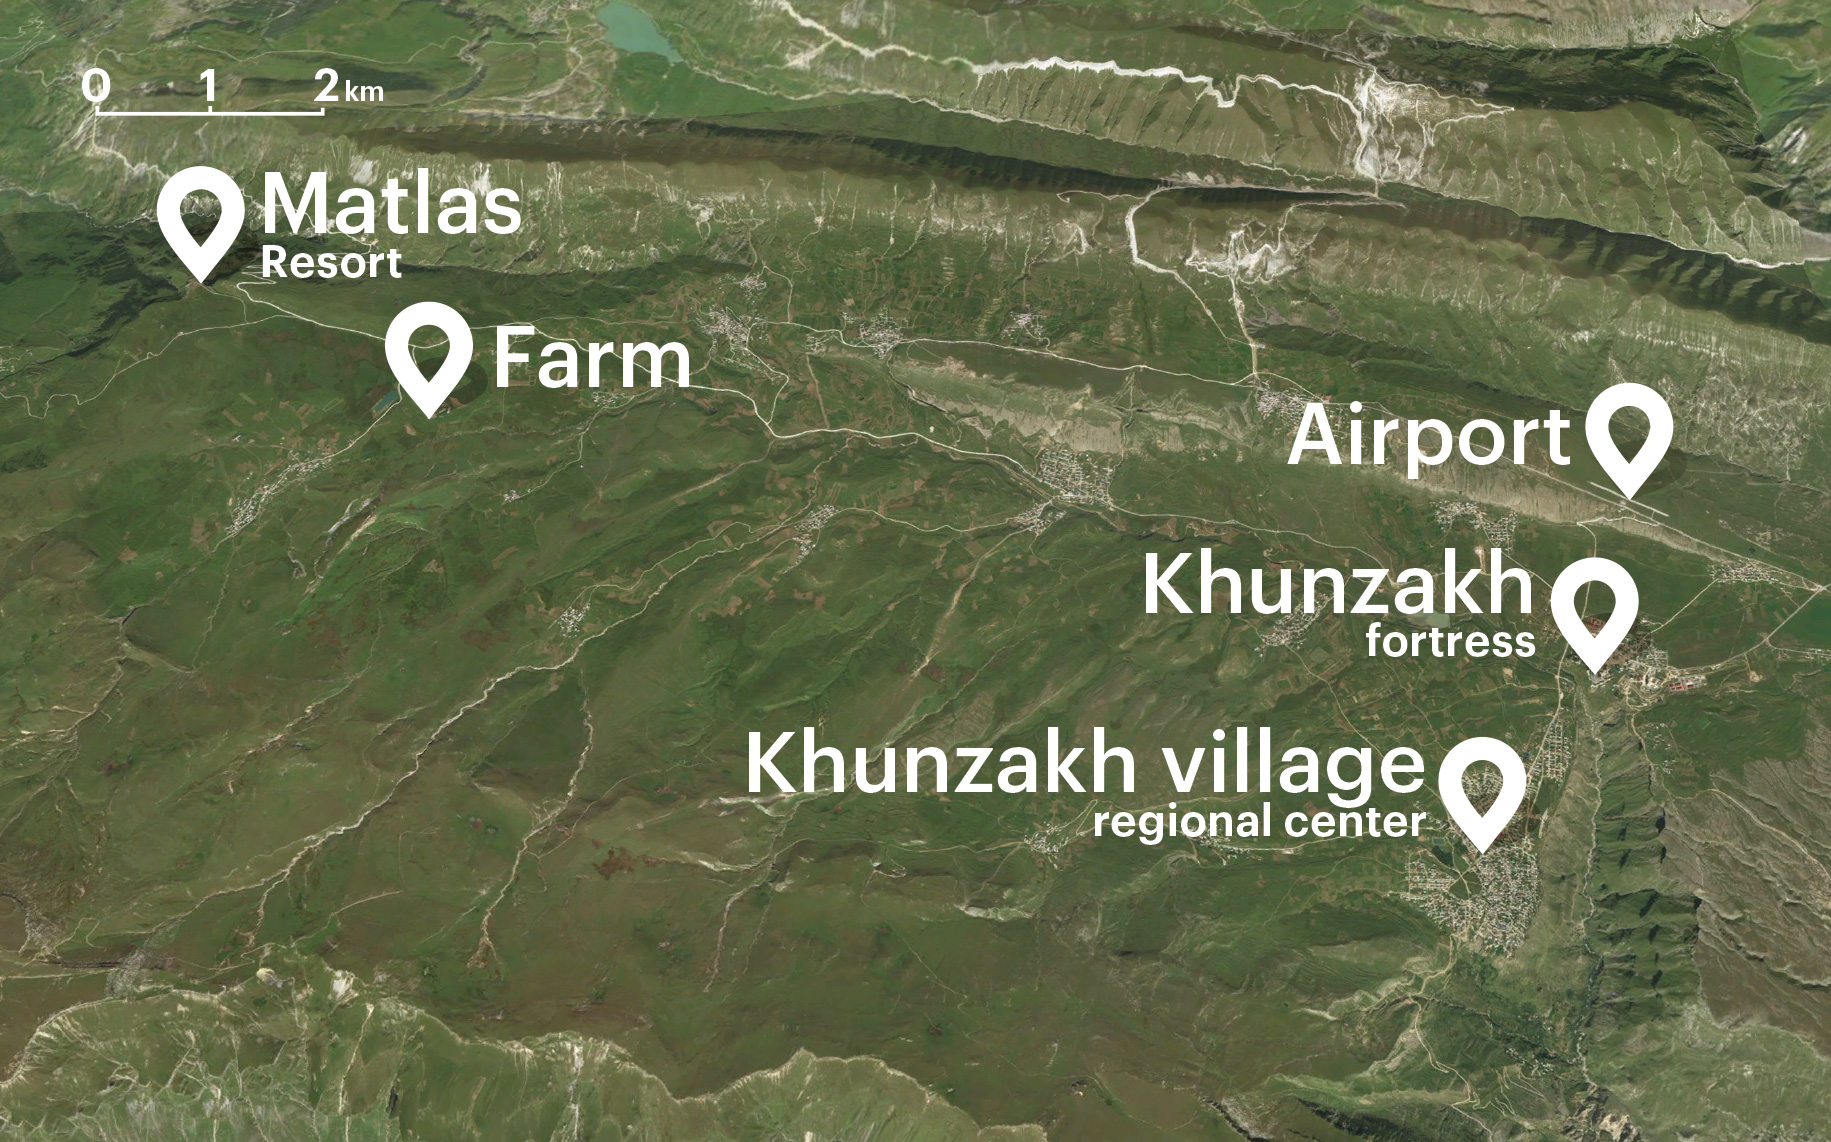 0 1 2 km
Matlas
Resort
Farm
Airport
Khunzakh
fortress
Khunzakh village
regional center